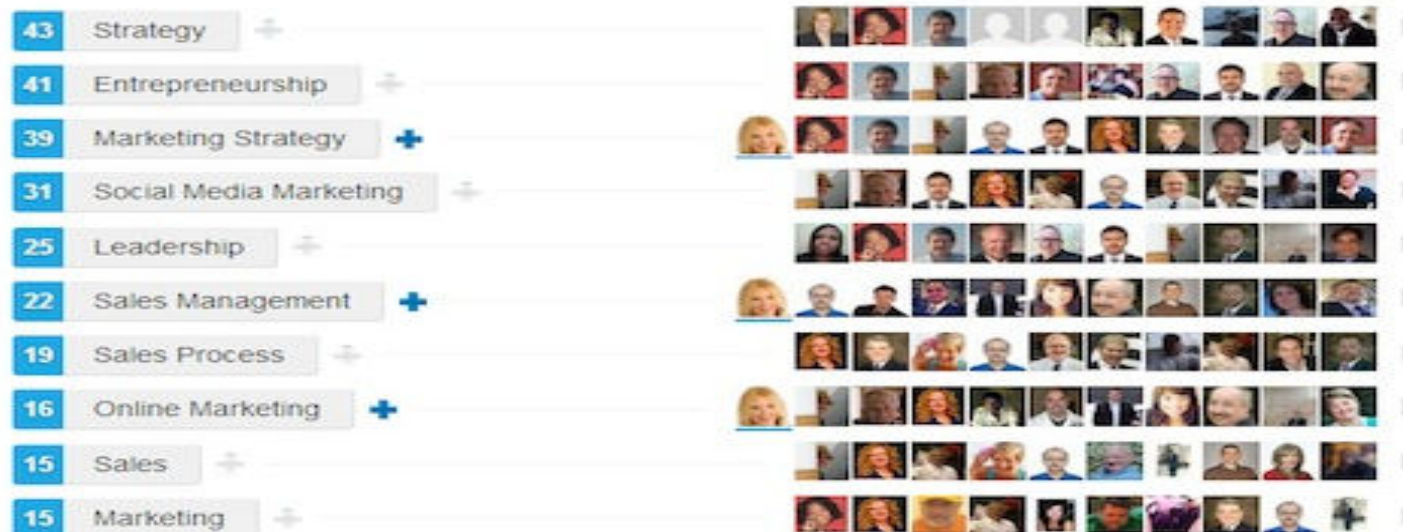 43 Strategy
41 Entrepreneurship
39 Marketing Strategy
31 Social Media Marketing
25 Leadership
22 Sales Management
19 Sales Process
16 Online Marketing
15 Sales
15 Marketing